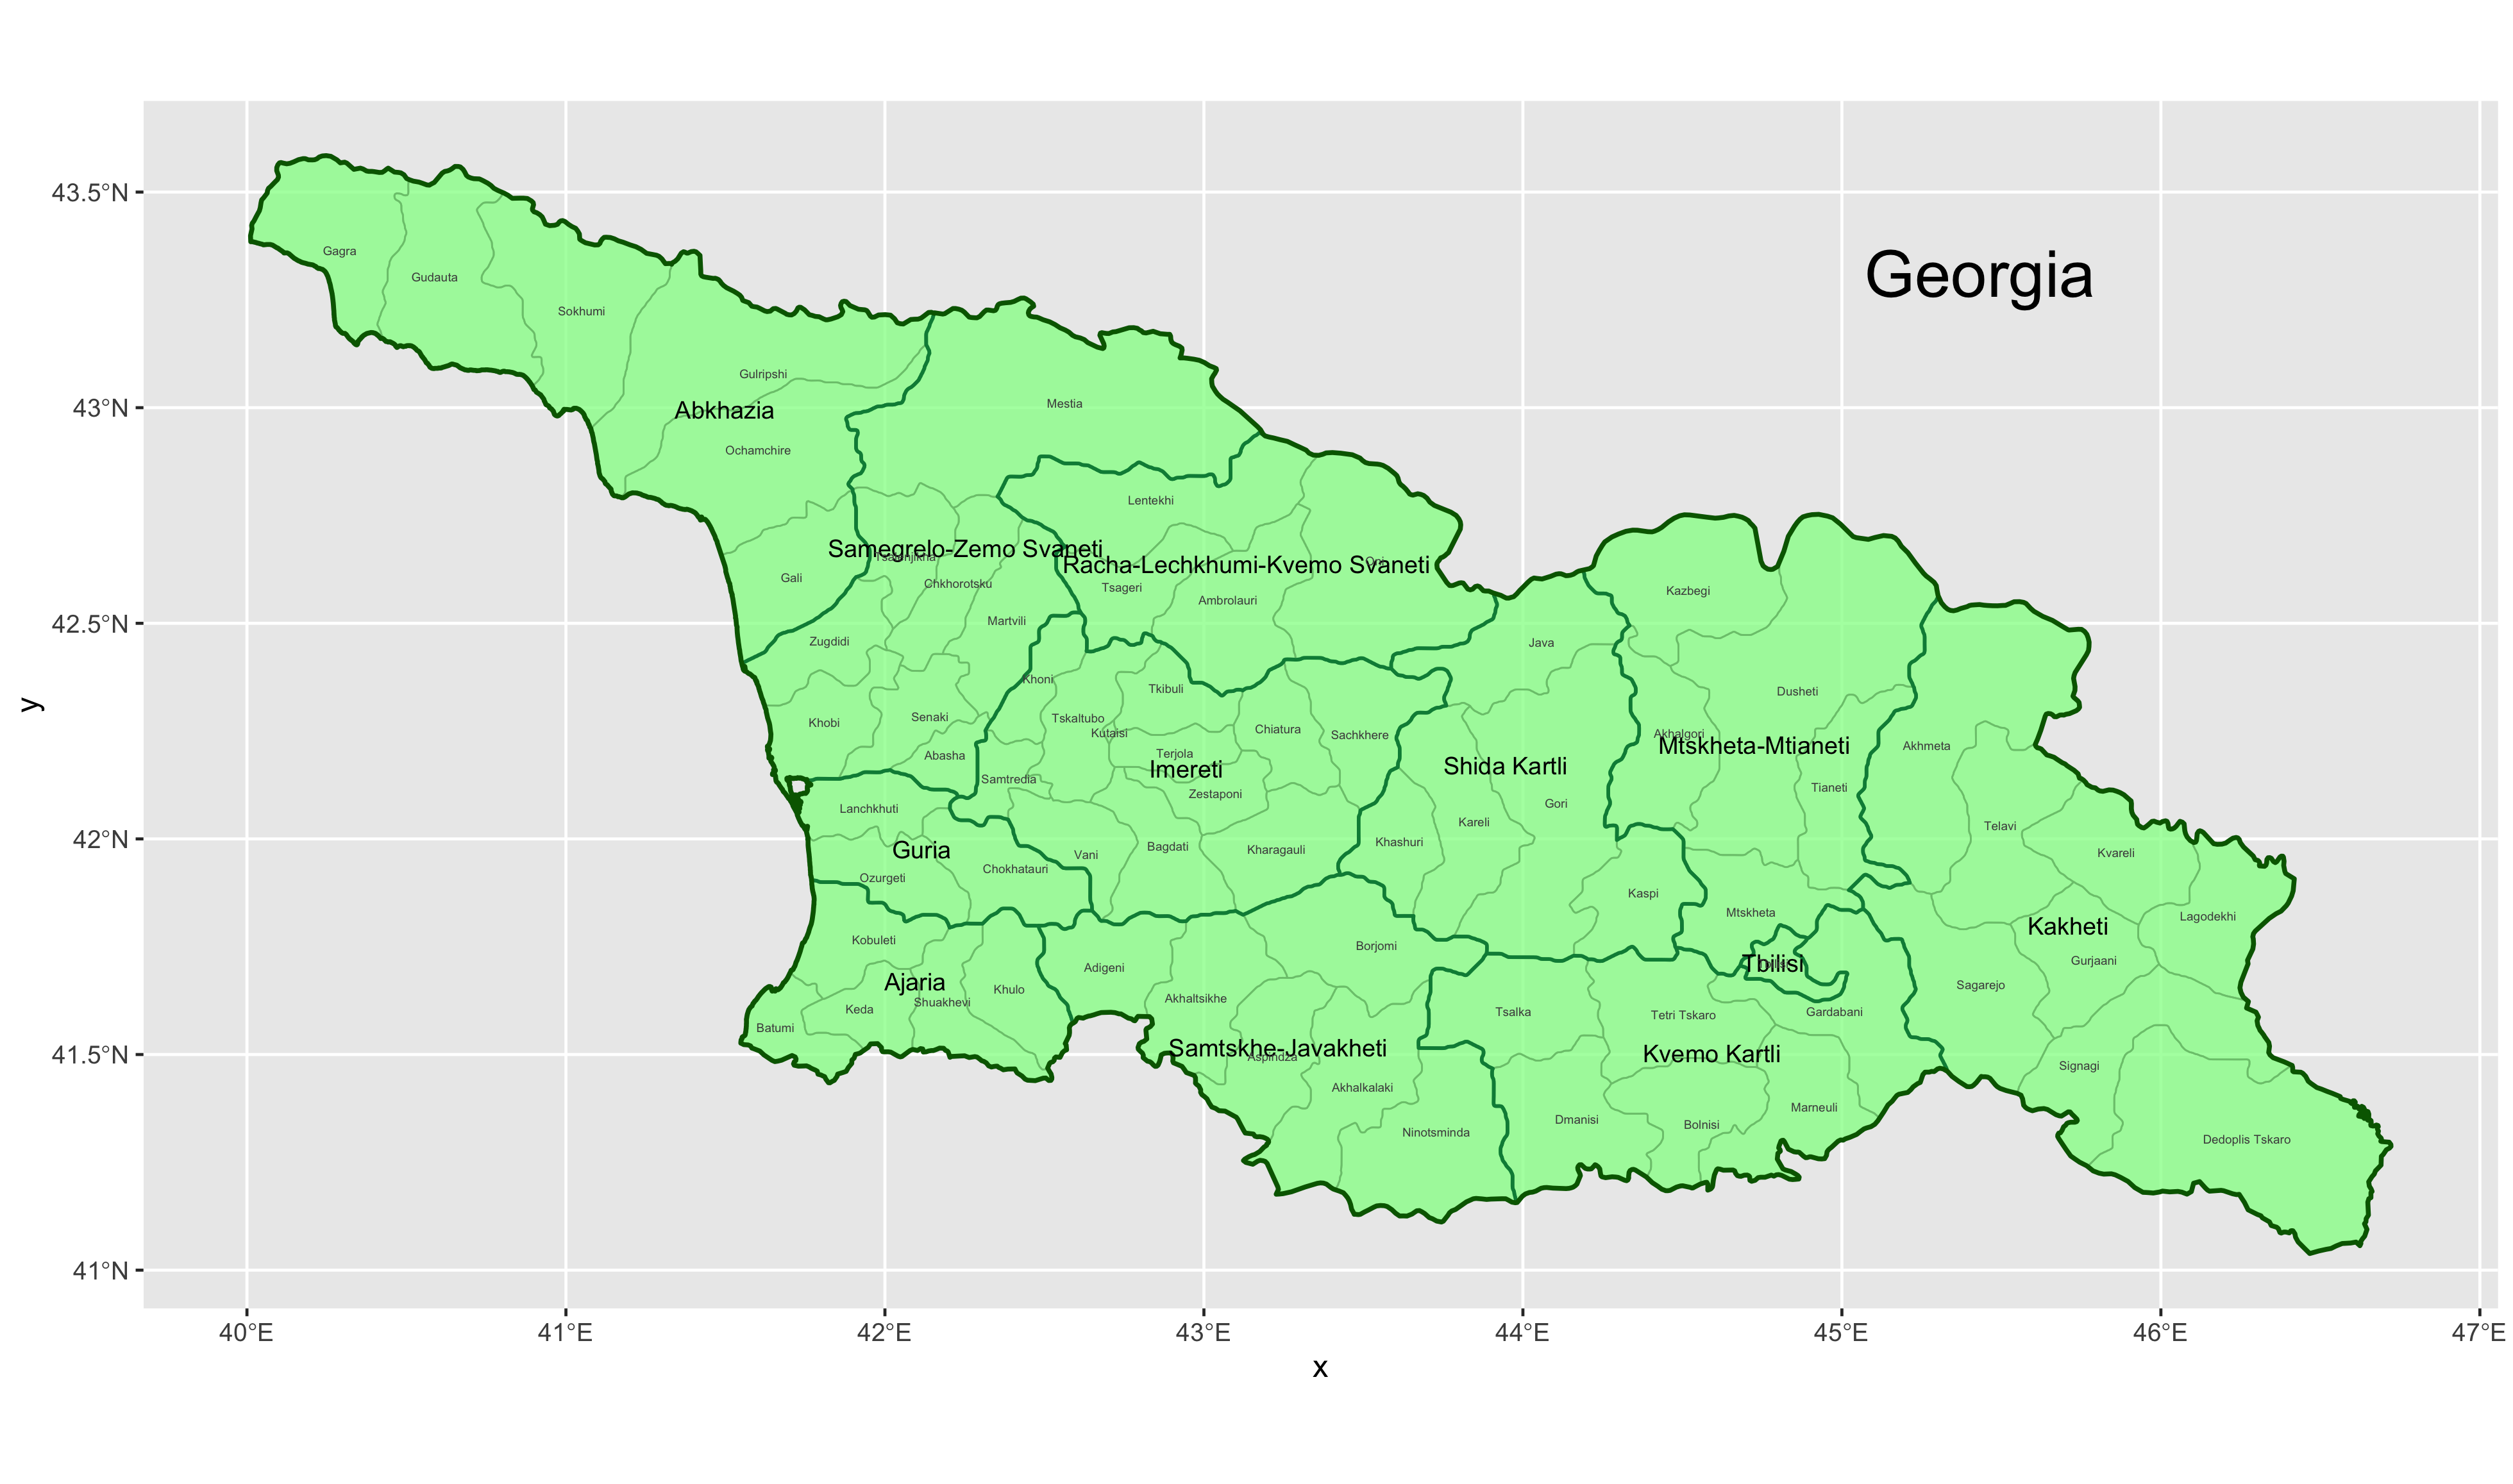 Georgia
43.5°N
43°N
42.5°N
42°N
41.5°N
41°N
y
Gagra
Gudauta
Sokhumi
Gulripshi
Abkhazia
Ochamchire
Gali
Mestia
Lentekhi
Samegrelo-Zemo Svaneti
Tsalenjikha
Chkhorotsku
Martvili
Zugdidi
Khobi
Senaki
Abasha
Racha-Lechkhumi-Kvemo Svaneti
Oni
Tsageri
Ambrolauri
Khoni
Tkibuli
Tskaltubo
Kutaisi
Chiatura
Sachkhere
Terjola
Imereti
Samtredia
Zestaponi
Vani
Bagdati
Kharagauli
Lanchkhuti
Guria
Chokhatauri
Ozurgeti
Kobuleti
Ajaria
Shuakhevi
Khulo
Keda
Batumi
Java
Shida Kartli
Gori
Kareli
Khashuri
Kaspi
Kazbegi
Dusheti
Akhalgori
Mtskheta-Mtianeti
Tianeti
Mtskheta
Tbilisi
Akhmeta
Telavi
Kvareli
Lagodekhi
Kakheti
Gurjaani
Sagarejo
Signagi
Dedoplis Tskaro
Borjomi
Adigeni
Akhaltsikhe
Samtskhe-Javakheti
Aspindza
Akhalkalaki
Ninotsminda
Tsalka
Tetri Tskaro
Gardabani
Kvemo Kartli
Dmanisi
Bolnisi
Marneuli
40°E
41°E
42°E
43°E
44°E
45°E
46°E
47°E
x